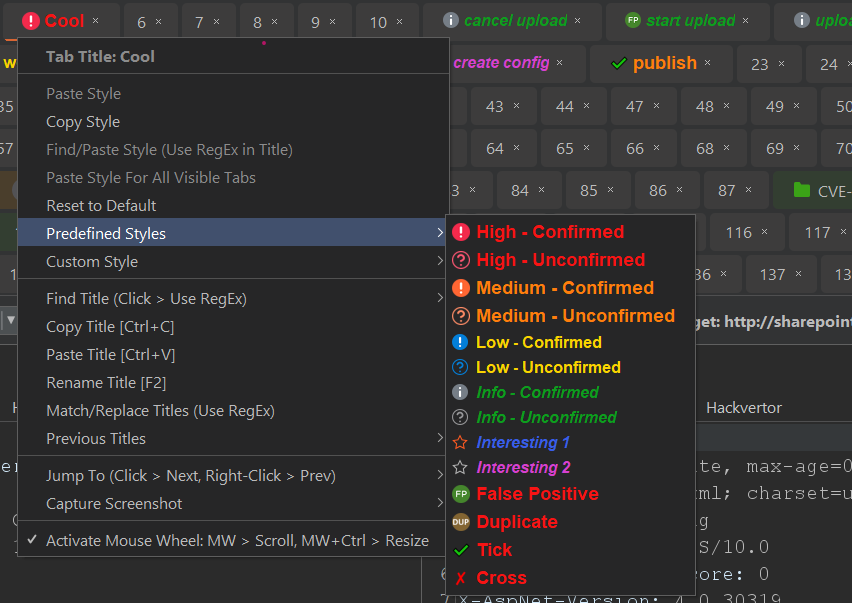 Cool × 6 × 7 × 8 × 9 × 10 × cancel upload × FP start upload ×
create config × publish × 23 × 24 ×
35 43 × 44 × 47 × 48 × 49 × 50
57 64 × 65 × 66 × 68 × 69 × 70
3 × 84 × 85 × 86 × 87 × CVE-
116 × 117 ×
36 × 137 ×
Tab Title: Cool
Paste Style
Copy Style
Find/Paste Style (Use RegEx in Title)
Paste Style For All Visible Tabs
Reset to Default
Predefined Styles
Custom Style
Find Title (Click > Use RegEx)
Copy Title [Ctrl+C]
Paste Title [Ctrl+V]
Rename Title [F2]
Match/Replace Titles (Use RegEx)
Previous Titles
Jump To (Click > Next, Right-Click > Prev)
Capture Screenshot
Activate Mouse Wheel: MW > Scroll, MW+Ctrl > Resize
High - Confirmed
High - Unconfirmed
Medium - Confirmed
Medium - Unconfirmed
Low - Confirmed
Low - Unconfirmed
Info - Confirmed
Info - Unconfirmed
Interesting 1
Interesting 2
FP False Positive
DUP Duplicate
Tick
Cross
get: http://sharepoint
Hackvertor
te, max-age=0
ml; charset=u
g
S/10.0
ore: 0
X-AspNet-Version: 4.0.30319